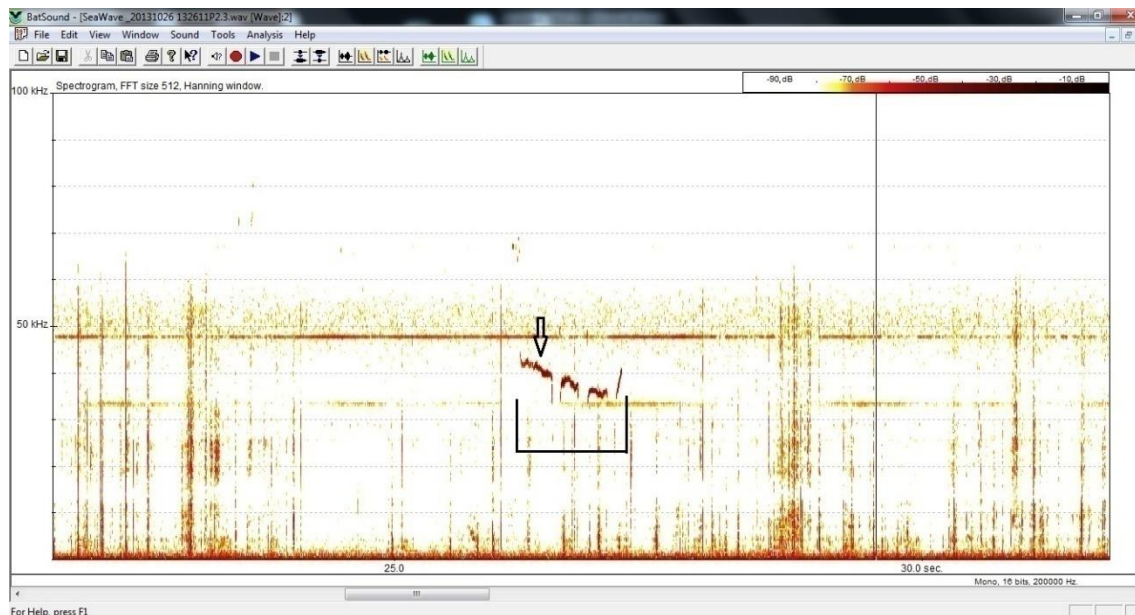 BatSound - [SeaWave _20131026 132611P2.3.wav [Wave]:2]
File Edit View Window Sound Tools Analysis Help
-90,dB -70,dB -50,dB -30,dB -10,dB
Spectrogram, FFT size 512, Hanning window.
100 kHz
50 kHz
25.0 30.0 sec.
Mono, 16 bits, 200000 Hz.
For Help, press F1